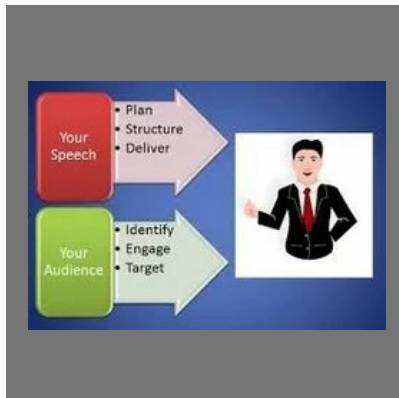 Your
Speech
• Plan
• Structure
• Deliver
Your
Audience
• Identify
• Engage
• Target